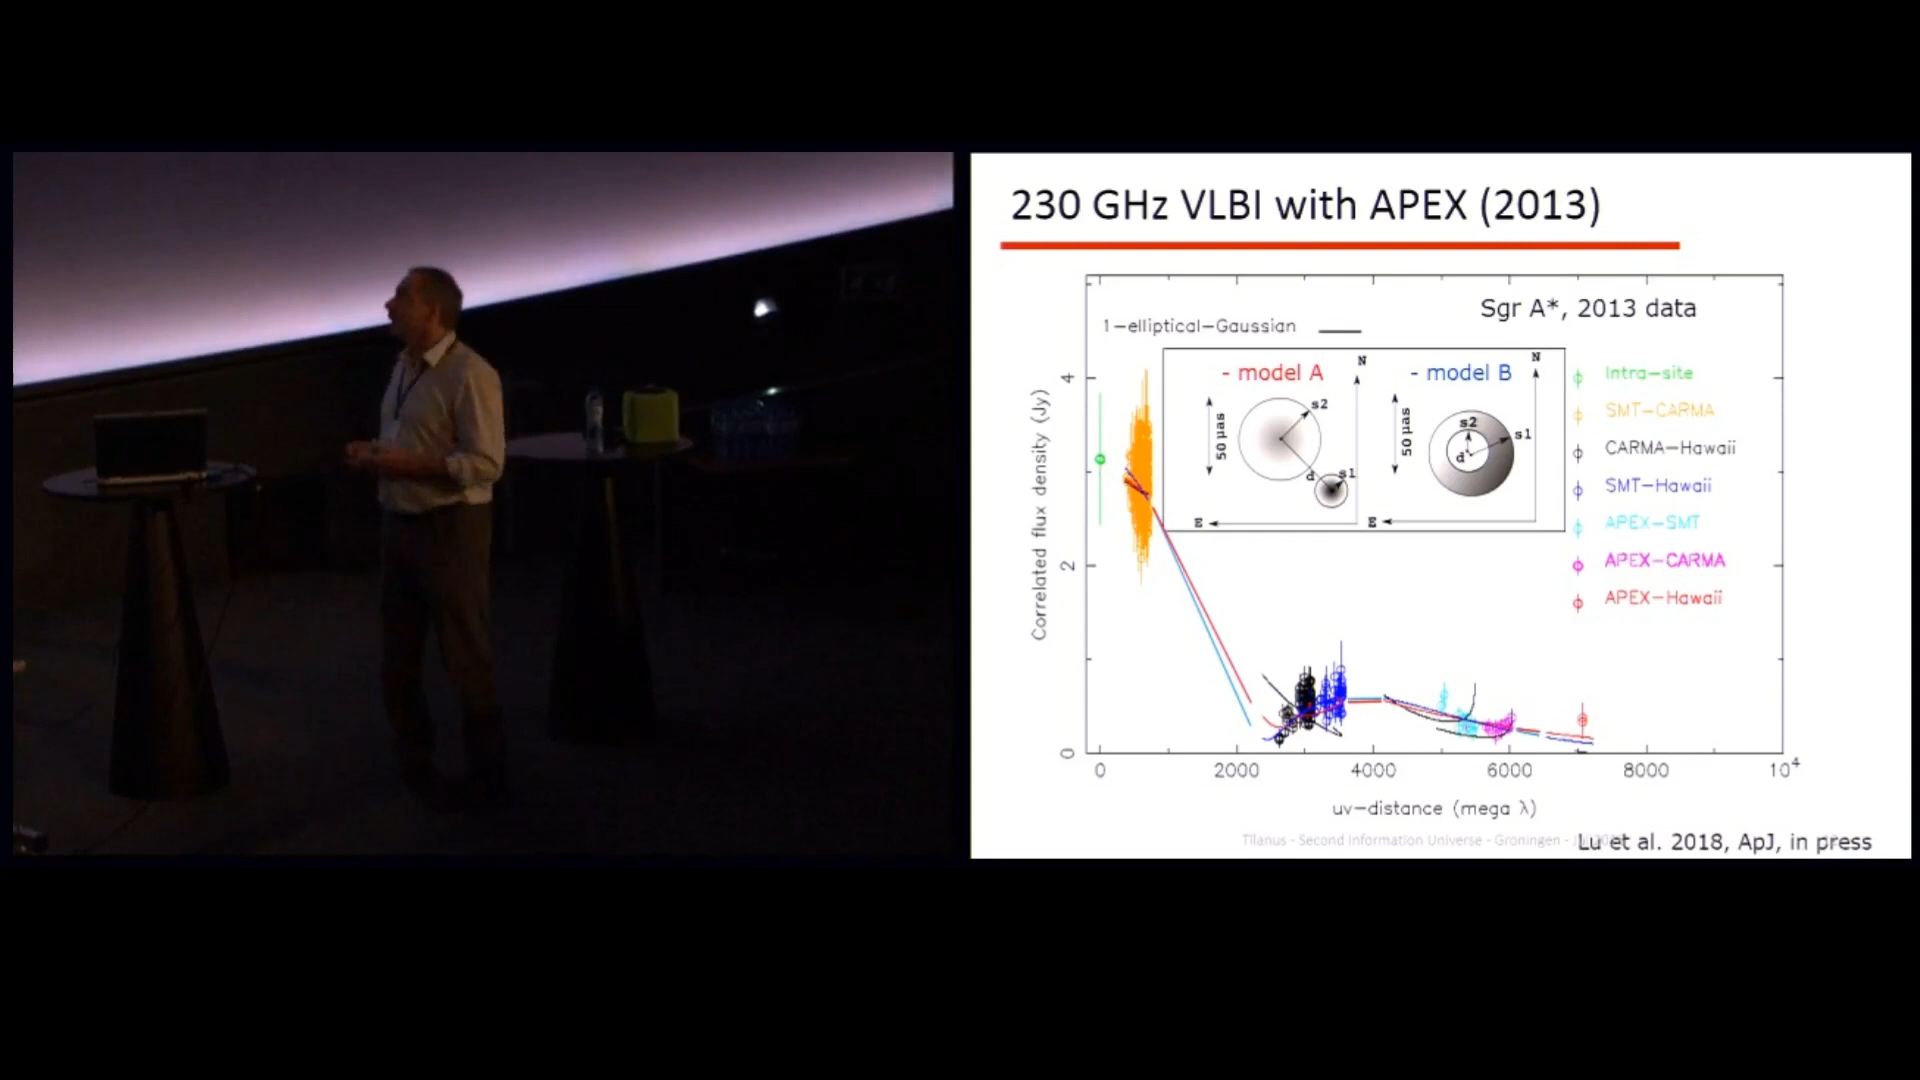 230 GHz VLBI with APEX (2013)
Sgr A*, 2013 data
1-elliptical-Gaussian
- model A
N
50 µas
s2
d
s1
E
- model B
N
50 µas
s2
s1
d
E
Intra-site
SMT-CARMA
CARMA-Hawaii
SMT-Hawaii
APEX-SMT
APEX-CARMA
APEX-Hawaii
Correlated flux density (Jy)
4
2
0
0 2000 4000 6000 8000 10⁴
uv-distance (mega λ)
Tilanus - Second Information Universe - Groningen -
Lu et al. 2018, ApJ, in press